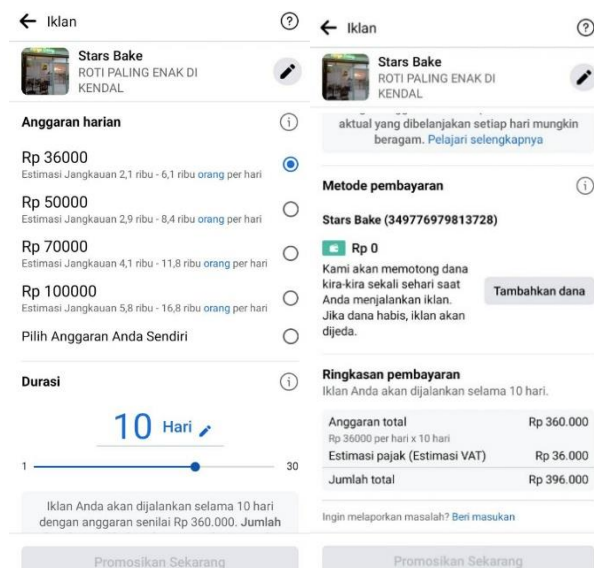 Iklan
Stars Bake
ROTI PALING ENAK DI
KENDAL
Anggaran harian
Rp 36000
Estimasi Jangkauan 2,1 ribu - 6,1 ribu orang per hari
Rp 50000
Estimasi Jangkauan 2,9 ribu - 8,4 ribu orang per hari
Rp 70000
Estimasi Jangkauan 4,1 ribu - 11,8 ribu orang per hari
Rp 100000
Estimasi Jangkauan 5,8 ribu - 16,8 ribu orang per hari
Pilih Anggaran Anda Sendiri
Durasi
10 Hari
1 30
Iklan Anda akan dijalankan selama 10 hari
dengan anggaran senilai Rp 360.000. Jumlah
Promosikan Sekarang
Iklan
Stars Bake
ROTI PALING ENAK DI
KENDAL
aktual yang dibelanjakan setiap hari mungkin
beragam. Pelajari selengkapnya
Metode pembayaran
Stars Bake (349776979813728)
Rp 0
Kami akan memotong dana
kira-kira sekali sehari saat
Anda menjalankan iklan.
Jika dana habis, iklan akan
dijeda.
Tambahkan dana
Ringkasan pembayaran
Iklan Anda akan dijalankan selama 10 hari.
Anggaran total Rp 360.000
Rp 36000 per hari x 10 hari
Estimasi pajak (Estimasi VAT) Rp 36.000
Jumlah total Rp 396.000
Ingin melaporkan masalah? Beri masukan
Promosikan Sekarang